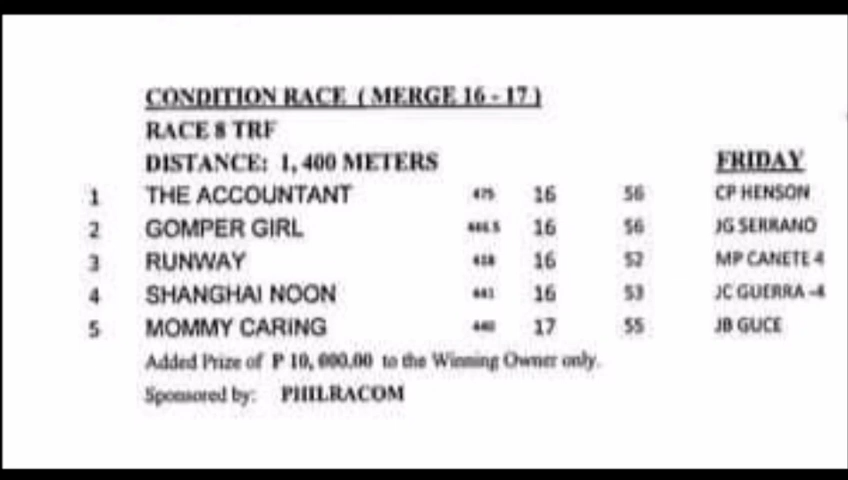 CONDITION RACE ( MERGE 16 - 17 )
RACE 8 TRF
DISTANCE: 1, 400 METERS FRIDAY
1 THE ACCOUNTANT 475 16 56 CP HENSON
2 GOMPER GIRL 16 56 JG SERRANO
3 RUNWAY 16 52 MP CANETE 4
4 SHANGHAI NOON 16 53 JC GUERRA -4
5 MOMMY CARING 440 17 55 JB GUCE
Added Prize of P 10, 000.00 to the Winning Owner only.
Sponsored by: PHILRACOM